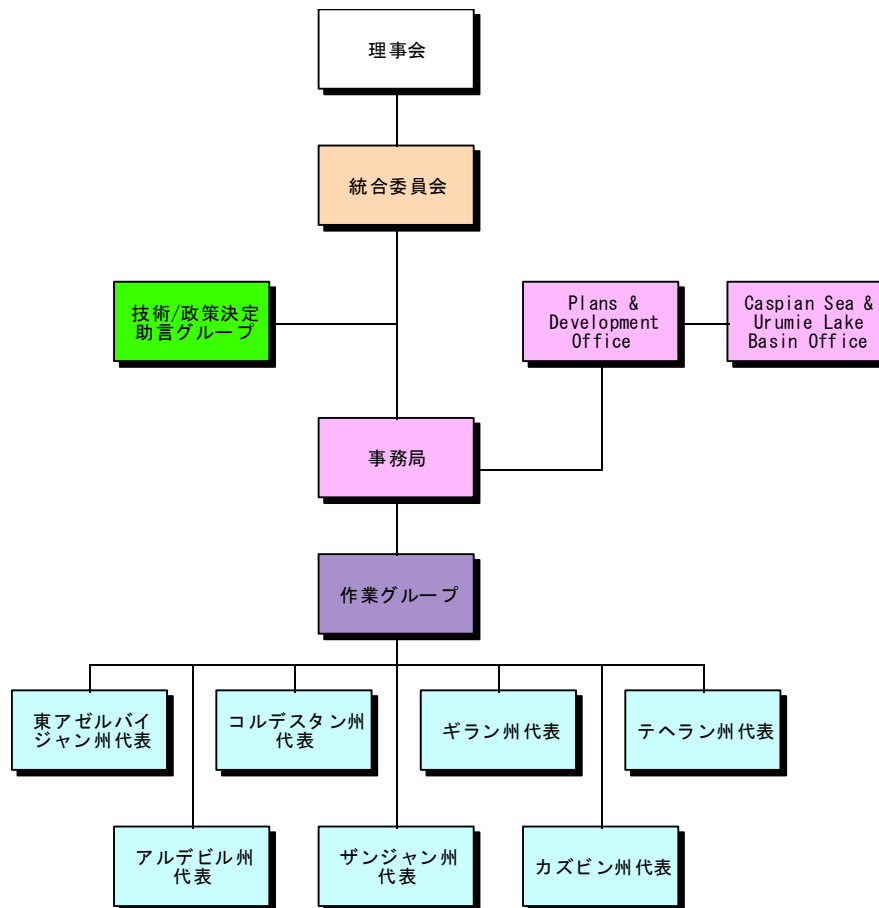 理事会
統合委員会
技術/政策決定
助言グループ
Plans &
Development
Office
Caspian Sea &
Urumie Lake
Basin Office
事務局
作業グループ
東アゼルバイ
ジャン州代表
コルデスタン州
代表
ギラン州代表
テヘラン州代表
アルデビル州
代表
ザンジャン州
代表
カズビン州代表